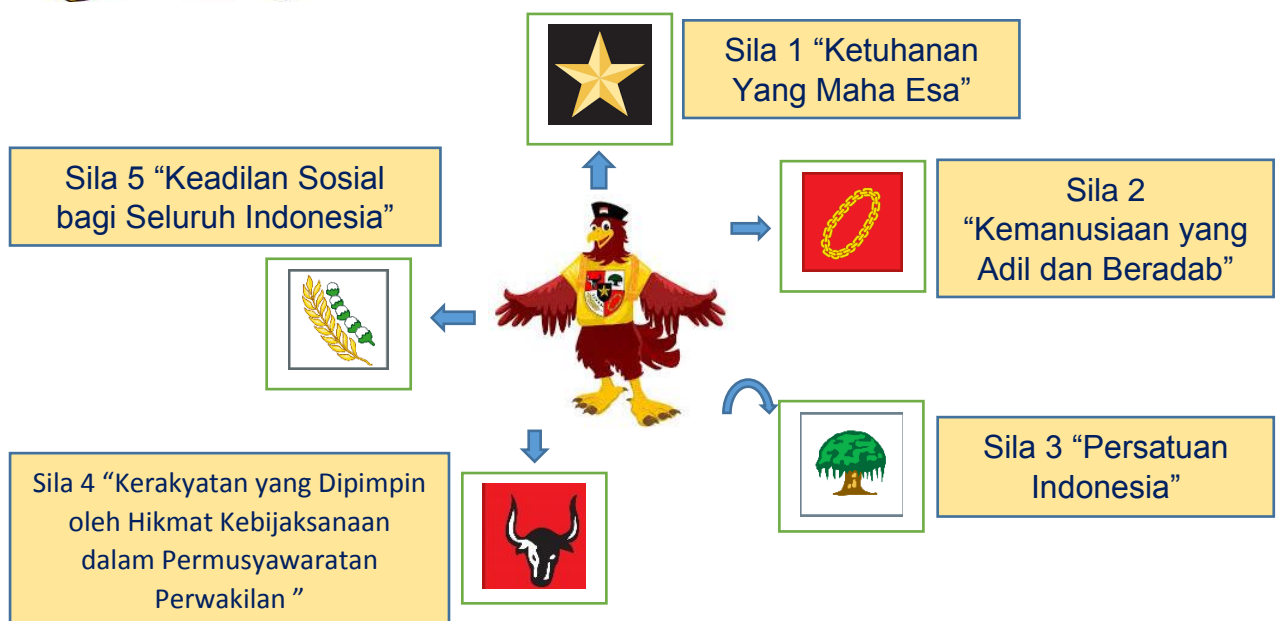 Sila 1 “Ketuhanan
Yang Maha Esa”
Sila 2
“Kemanusiaan yang
Adil dan Beradab”
Sila 3 “Persatuan
Indonesia”
Sila 4 “Kerakyatan yang Dipimpin
oleh Hikmat Kebijaksanaan
dalam Permusyawaratan
Perwakilan ”
Sila 5 “Keadilan Sosial
bagi Seluruh Indonesia”